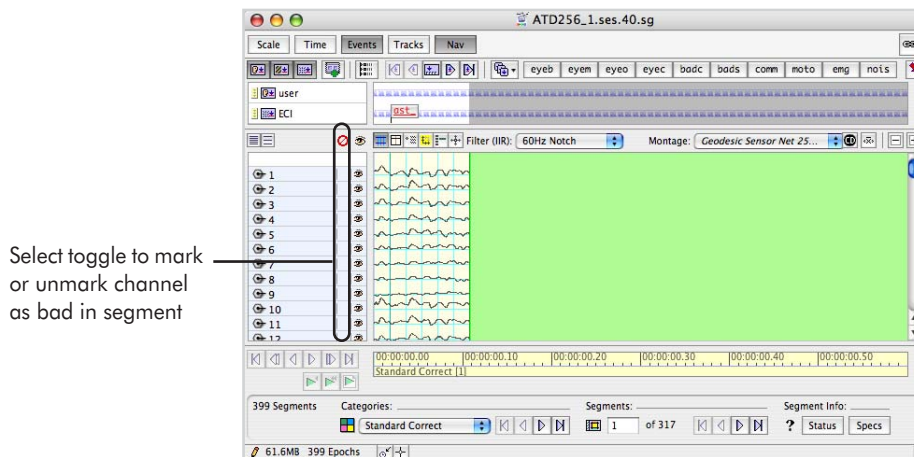 ATD256_1.ses.40.sg
Scale Time Events Tracks Nav
eyeb eyem eyeo eyec badc bads comm moto emg nois
user
ECI
ast_
Filter (IIR): 60Hz Notch Montage: Geodesic Sensor Net 25...
1
2
3
4
5
6
7
8
9
10
11
12
Select toggle to mark
or unmark channel
as bad in segment
00:00:00.00 00:00:00.10 00:00:00.20 00:00:00.30 00:00:00.40 00:00:00.50
Standard Correct [1]
399 Segments Categories: Segments: Segment Info:
Standard Correct 1 of 317 ? Status Specs
61.6MB 399 Epochs